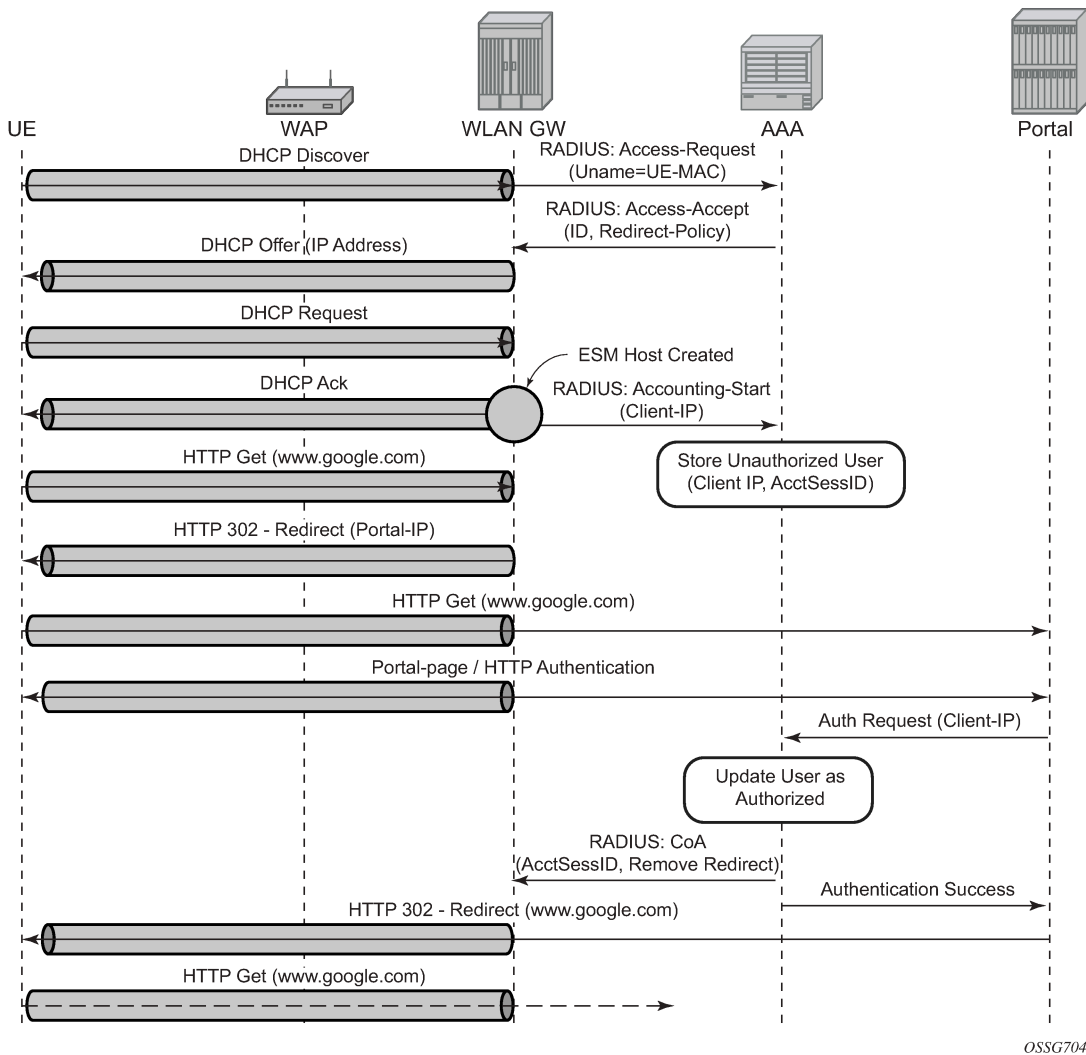 UE
WAP
WLAN GW
AAA
Portal
DHCP Discover
RADIUS: Access-Request
(Uname=UE-MAC)
RADIUS: Access-Accept
(ID, Redirect-Policy)
DHCP Offer (IP Address)
DHCP Request
ESM Host Created
DHCP Ack
RADIUS: Accounting-Start
(Client-IP)
HTTP Get (www.google.com)
Store Unauthorized User
(Client IP, AcctSessID)
HTTP 302 - Redirect (Portal-IP)
HTTP Get (www.google.com)
Portal-page / HTTP Authentication
Auth Request (Client-IP)
Update User as
Authorized
RADIUS: CoA
(AcctSessID, Remove Redirect)
Authentication Success
HTTP 302 - Redirect (www.google.com)
HTTP Get (www.google.com)
OSSG704